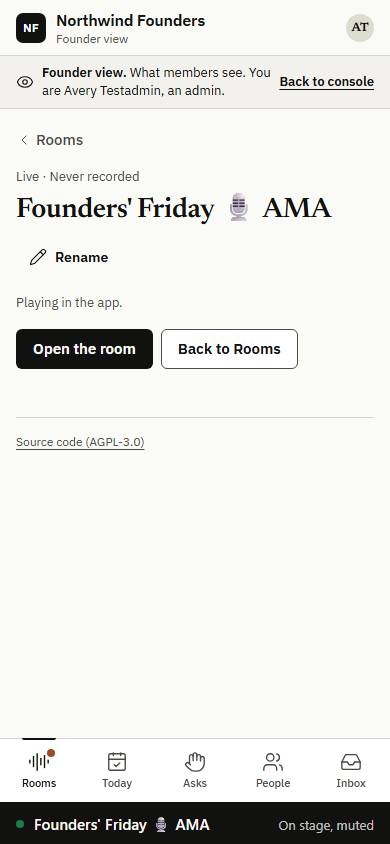 NF
Northwind Founders
Founder view
AT
Founder view. What members see. You
are Avery Testadmin, an admin.
Back to console
Rooms
Live · Never recorded
Founders' Friday 🎙️ AMA
Rename
Playing in the app.
Open the room
Back to Rooms
Source code (AGPL-3.0)
Rooms
Today
Asks
People
Inbox
Founders' Friday 🎙️ AMA
On stage, muted